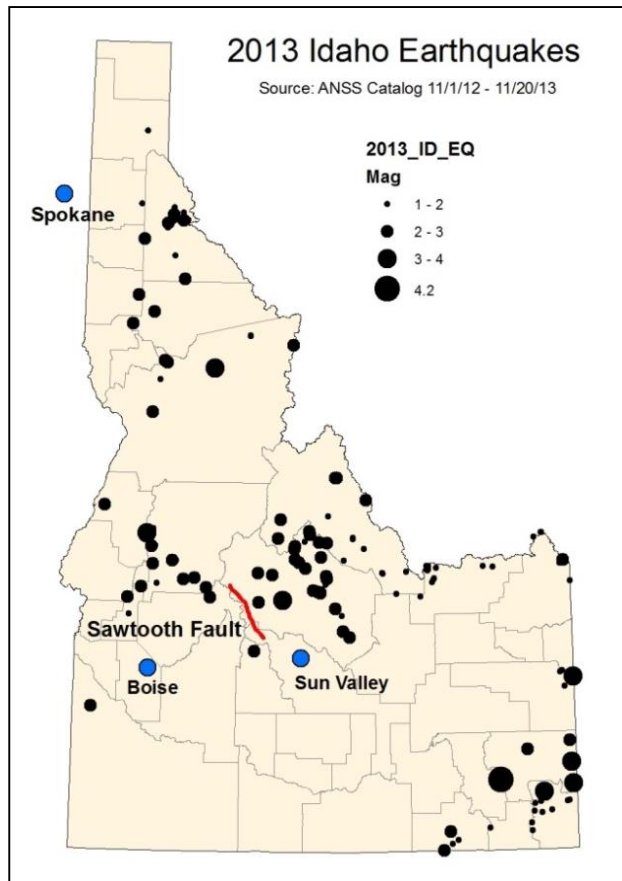 2013 Idaho Earthquakes
Source: ANSS Catalog 11/1/12 - 11/20/13
2013_ID_EQ
Mag
1 - 2
2 - 3
3 - 4
4.2
Spokane
Sawtooth Fault
Boise
Sun Valley